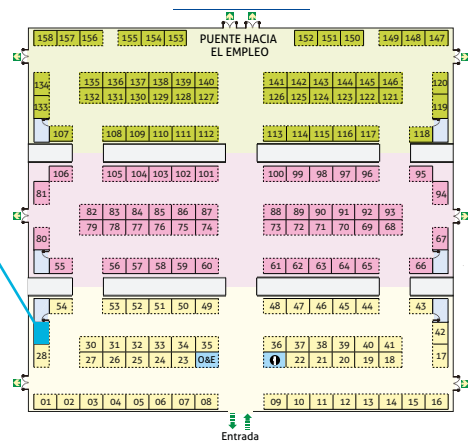 158 157 156 155 154 153 152 151 150 149 148 147
PUENTE HACIA
EL EMPLEO
134 135 136 137 138 139 140 141 142 143 144 145 146 120
133 132 131 130 129 128 127 126 125 124 123 122 121 119
107 108 109 110 111 112 113 114 115 116 117 118
106 105 104 103 102 101 100 99 98 97 96 95
81 94
82 83 84 85 86 87 88 89 90 91 92 93
80 79 78 77 76 75 74 73 72 71 70 69 68 67
55 56 57 58 59 60 61 62 63 64 65 66
54 53 52 51 50 49 48 47 46 45 44 43
42
30 31 32 33 34 35 36 37 38 39 40 41
28 27 26 25 24 23 O&E 22 21 20 19 18 17
01 02 03 04 05 06 07 08 09 10 11 12 13 14 15 16
Entrada